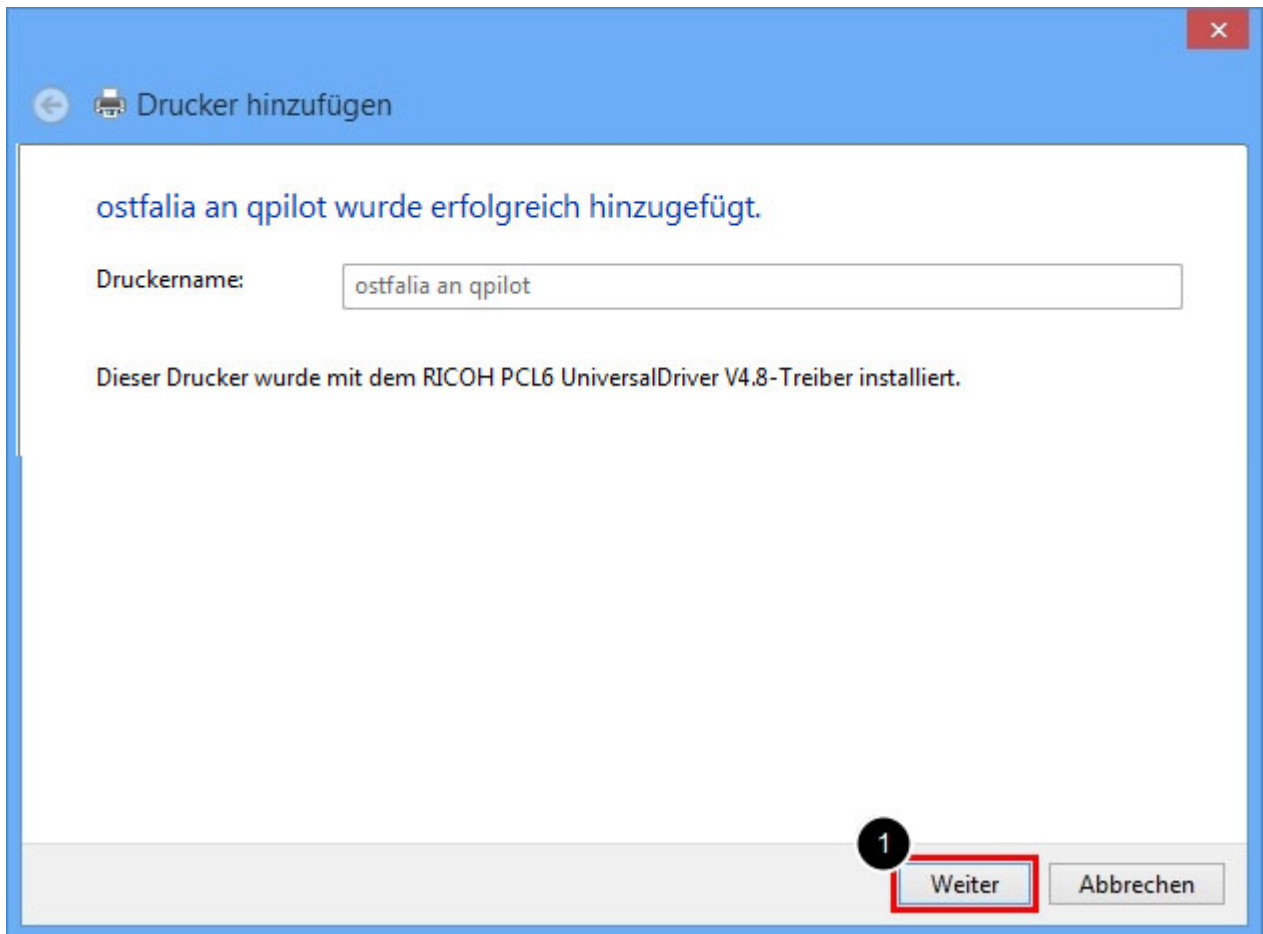 Drucker hinzufügen
ostfalia an qpilot wurde erfolgreich hinzugefügt.
Druckername:
ostfalia an qpilot
Dieser Drucker wurde mit dem RICOH PCL6 UniversalDriver V4.8-Treiber installiert.
1
Weiter
Abbrechen